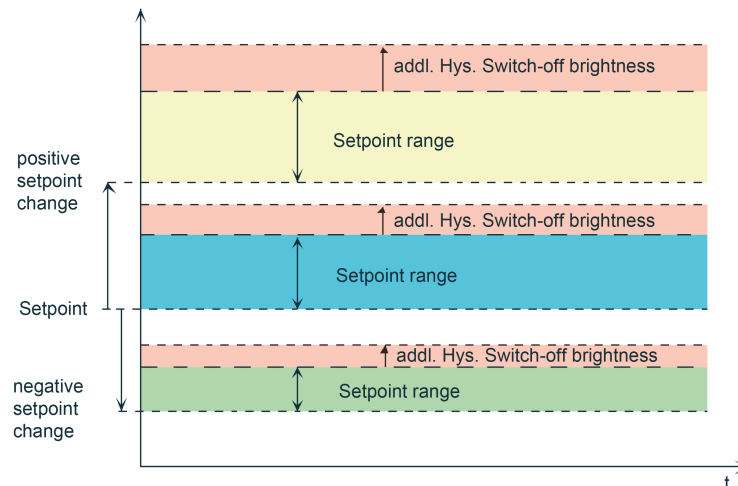 addl. Hys. Switch-off brightness
Setpoint range
positive
setpoint
change
addl. Hys. Switch-off brightness
Setpoint range
Setpoint
addl. Hys. Switch-off brightness
Setpoint range
negative
setpoint
change
t